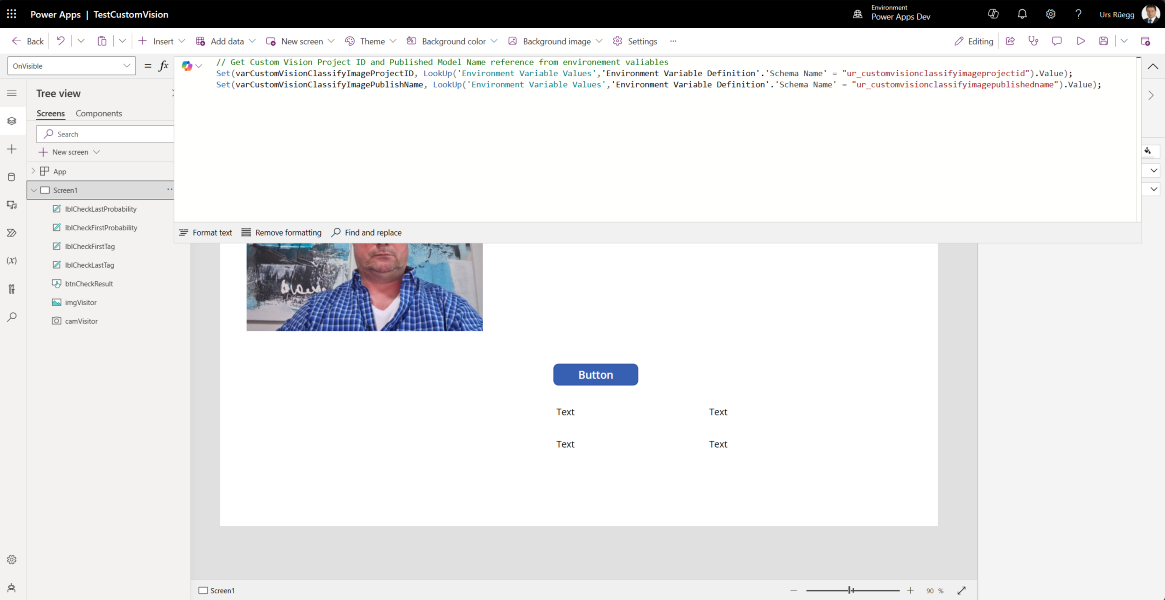 Power Apps | TestCustomVision
Environment
Power Apps Dev
Urs Rüegg
Back
Insert
Add data
New screen
Theme
Background color
Background image
Settings
...
Editing
OnVisible
= fx
// Get Custom Vision Project ID and Published Model Name reference from environement valiables
Set(varCustomVisionClassifyImageProjectID, LookUp('Environment Variable Values','Environment Variable Definition'.'Schema Name' = "ur_customvisionclassifyimageprojectid").Value);
Set(varCustomVisionClassifyImagePublishName, LookUp('Environment Variable Values','Environment Variable Definition'.'Schema Name' = "ur_customvisionclassifyimagepublishedname").Value);
Tree view
Screens
Components
Search
New screen
App
Screen1
lblCheckLastProbability
lblCheckFirstProbability
lblCheckFirstTag
lblCheckLastTag
btnCheckResult
imgVisitor
camVisitor
Format text
Remove formatting
Find and replace
Button
Text
Text
Text
Text
Screen1
90 %